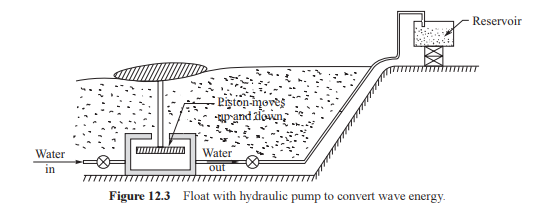 Reservoir
Piston moves
up and down
Water
in
Water
out
Figure 12.3 Float with hydraulic pump to convert wave energy.